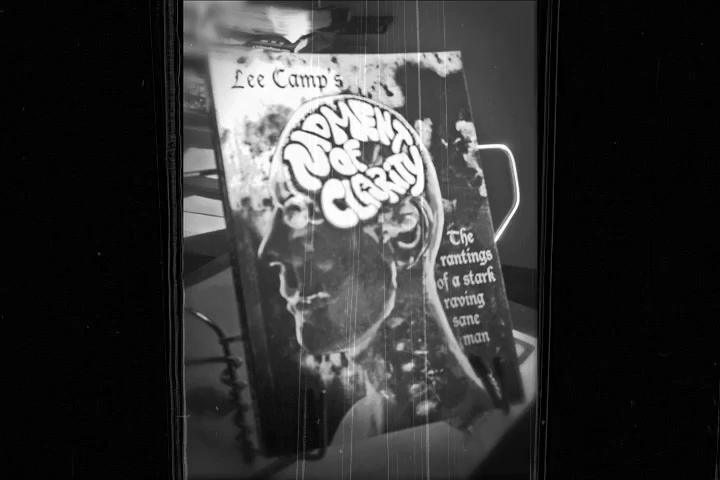 Lee Camp's
MOMENT
OF
CLARITY
The
rantings
of a stark
raving
sane
man